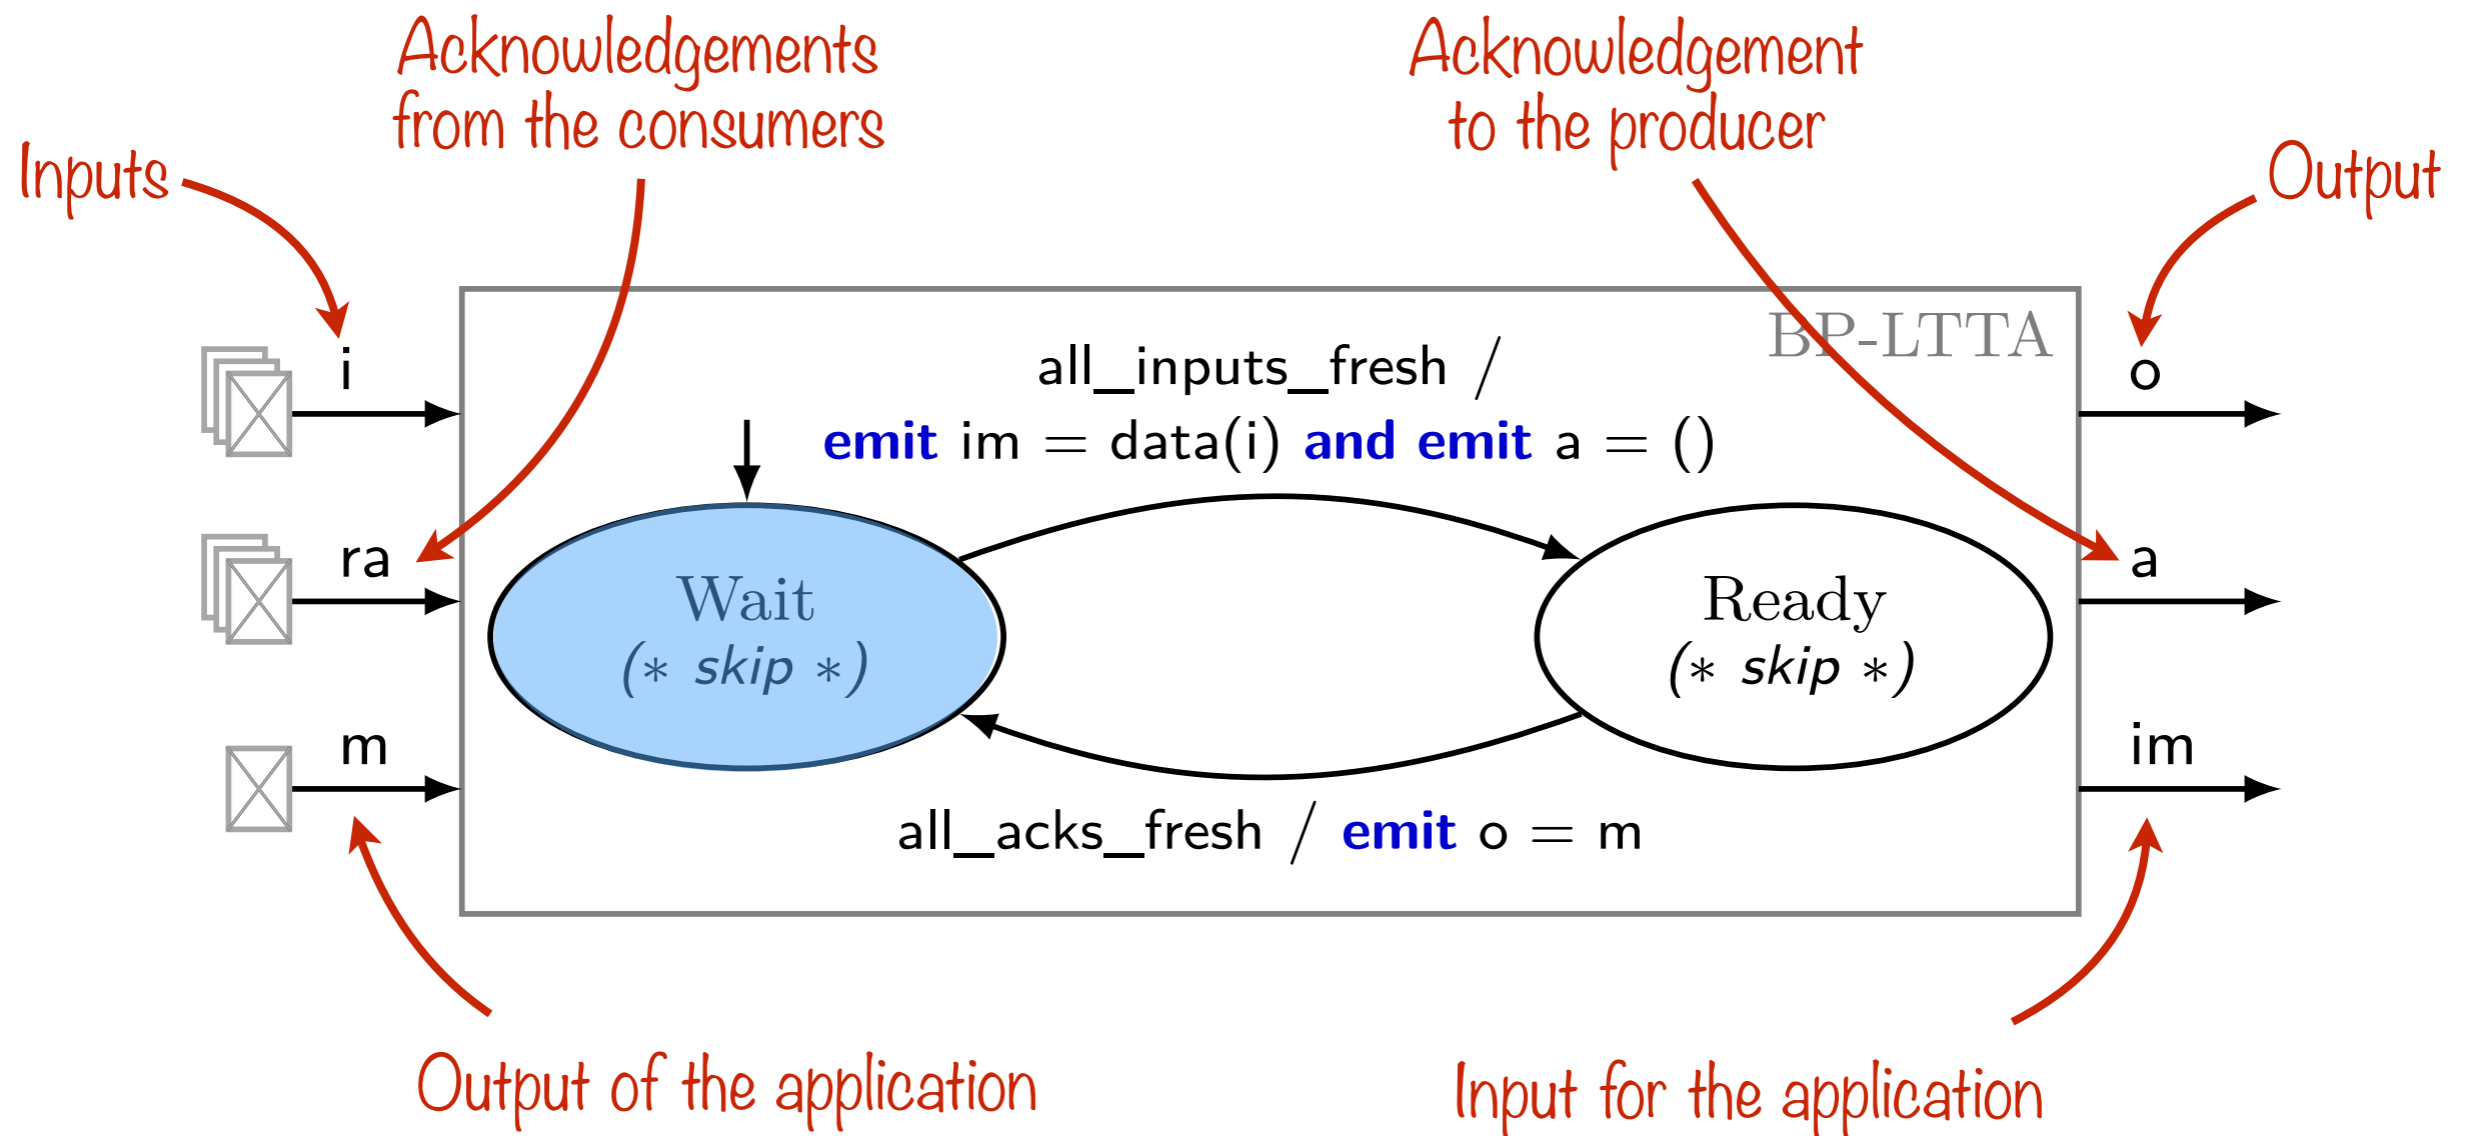 Acknowledgements
from the consumers
Acknowledgement
to the producer
Inputs
Output
BP-LTTA
i
all_inputs_fresh /
o
emit im = data(i) and emit a = ()
ra
a
Wait
(* skip *)
Ready
(* skip *)
m
im
all_acks_fresh / emit o = m
Output of the application
Input for the application